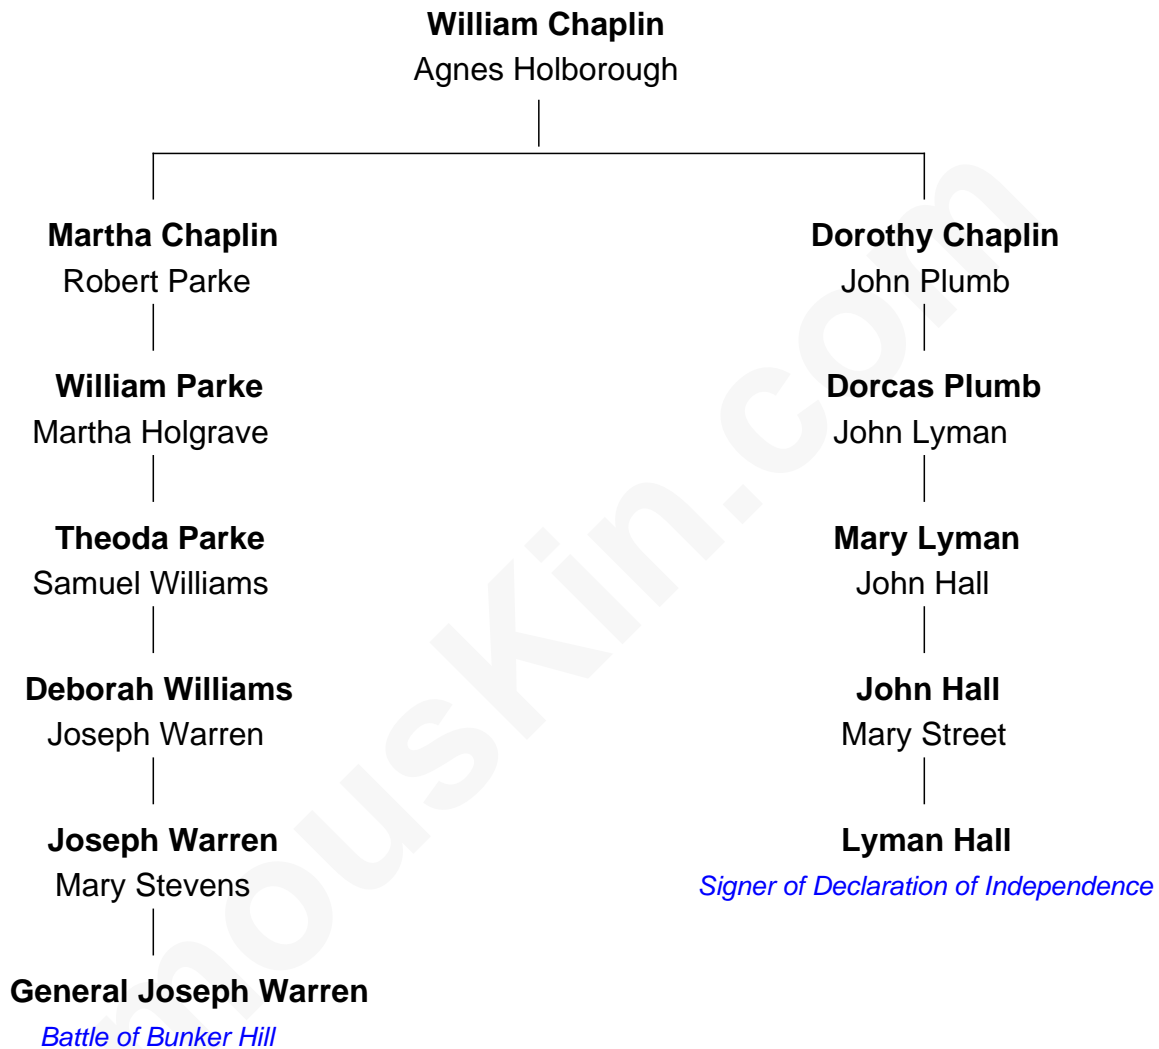 William Chaplin
Agnes Holborough
Martha Chaplin
Robert Parke
William Parke
Martha Holgrave
Theoda Parke
Samuel Williams
Deborah Williams
Joseph Warren
Joseph Warren
Mary Stevens
General Joseph Warren
Battle of Bunker Hill
Dorothy Chaplin
John Plumb
Dorcas Plumb
John Lyman
Mary Lyman
John Hall
John Hall
Mary Street
Lyman Hall
Signer of Declaration of Independence
mousKin.com